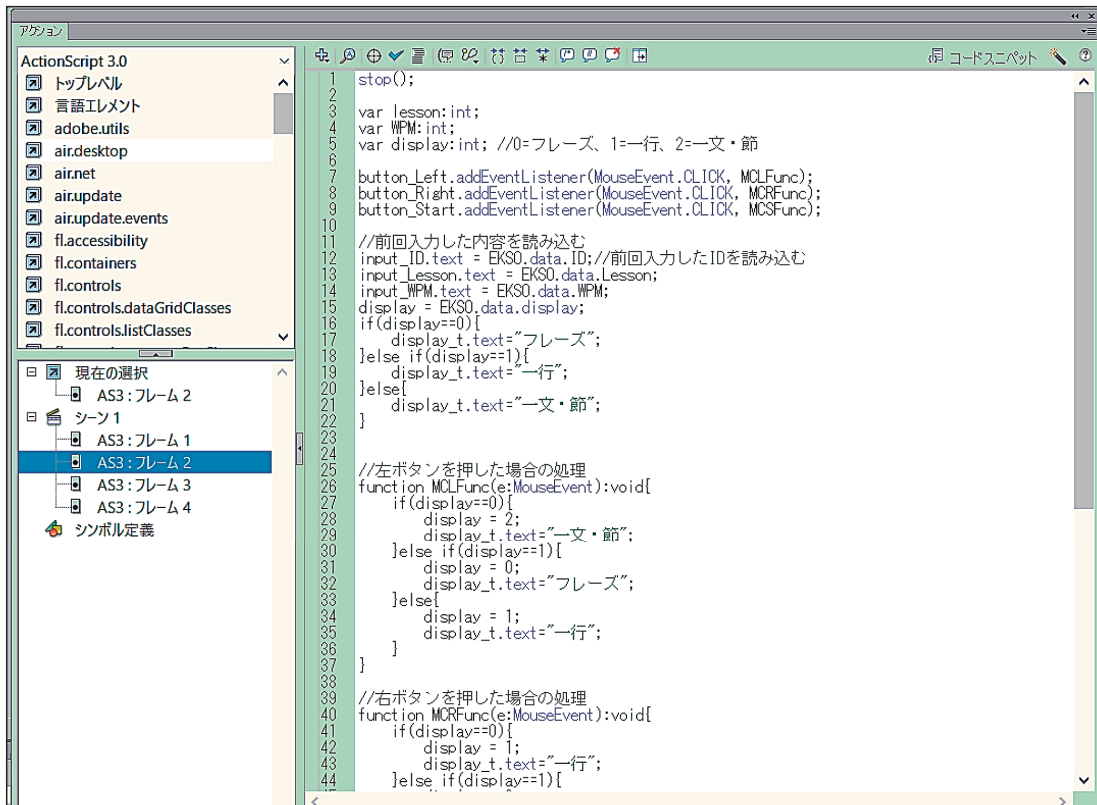 アクション
ActionScript 3.0
トップレベル
言語エレメント
adobe.utils
air.desktop
air.net
air.update
air.update.events
fl.accessibility
fl.containers
fl.controls
fl.controls.dataGridClasses
fl.controls.listClasses
現在の選択
AS3 : フレーム 2
シーン 1
AS3 : フレーム 1
AS3 : フレーム 2
AS3 : フレーム 3
AS3 : フレーム 4
シンボル定義
コードスニペット
1 stop();
2
3 var lesson:int;
4 var WPM:int;
5 var display:int; //0=フレーズ、1=一行、2=一文・節
6
7 button_Left.addEventListener(MouseEvent.CLICK, MCLFunc);
8 button_Right.addEventListener(MouseEvent.CLICK, MCRFunc);
9 button_Start.addEventListener(MouseEvent.CLICK, MCSFunc);
10
11 //前回入力した内容を読み込む
12 input_ID.text = EKSO.data.ID;//前回入力したIDを読み込む
13 input_Lesson.text = EKSO.data.Lesson;
14 input_WPM.text = EKSO.data.WPM;
15 display = EKSO.data.display;
16 if(display==0){
17 display_t.text="フレーズ";
18 }else if(display==1){
19 display_t.text="一行";
20 }else{
21 display_t.text="一文・節";
22 }
23
24
25 //左ボタンを押した場合の処理
26 function MCLFunc(e:MouseEvent):void{
27 if(display==0){
28 display = 2;
29 display_t.text="一文・節";
30 }else if(display==1){
31 display = 0;
32 display_t.text="フレーズ";
33 }else{
34 display = 1;
35 display_t.text="一行";
36 }
37 }
38
39 //右ボタンを押した場合の処理
40 function MCRFunc(e:MouseEvent):void{
41 if(display==0){
42 display = 1;
43 display_t.text="一行";
44 }else if(display==1){